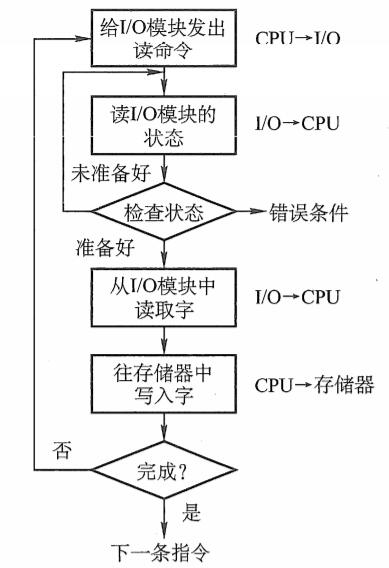 给I/O模块发出
读命令
CPU→I/O
读I/O模块的
状态
I/O→CPU
未准备好
检查状态
错误条件
准备好
从I/O模块中
读取字
I/O→CPU
往存储器中
写入字
CPU→存储器
否
完成?
是
下一条指令